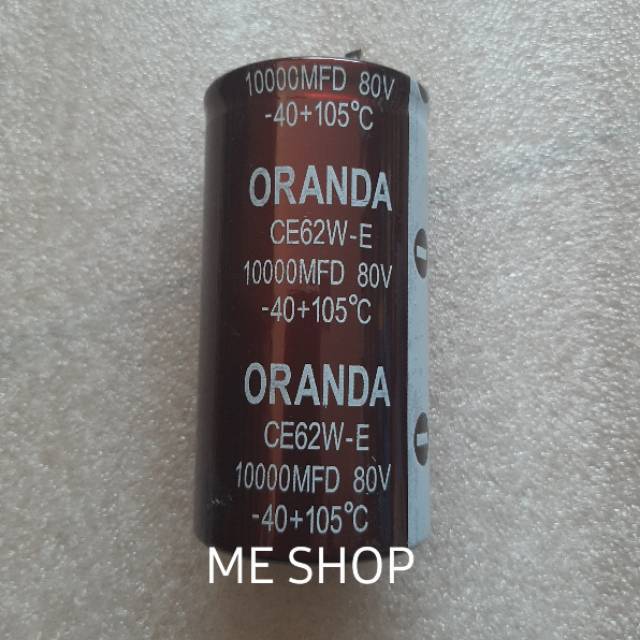 10000MFD 80V
-40+105°C
ORANDA
CE62W-E
10000MFD 80V
-40+105°C
ORANDA
CE62W-E
10000MFD 80V
-40+105°C
ME SHOP